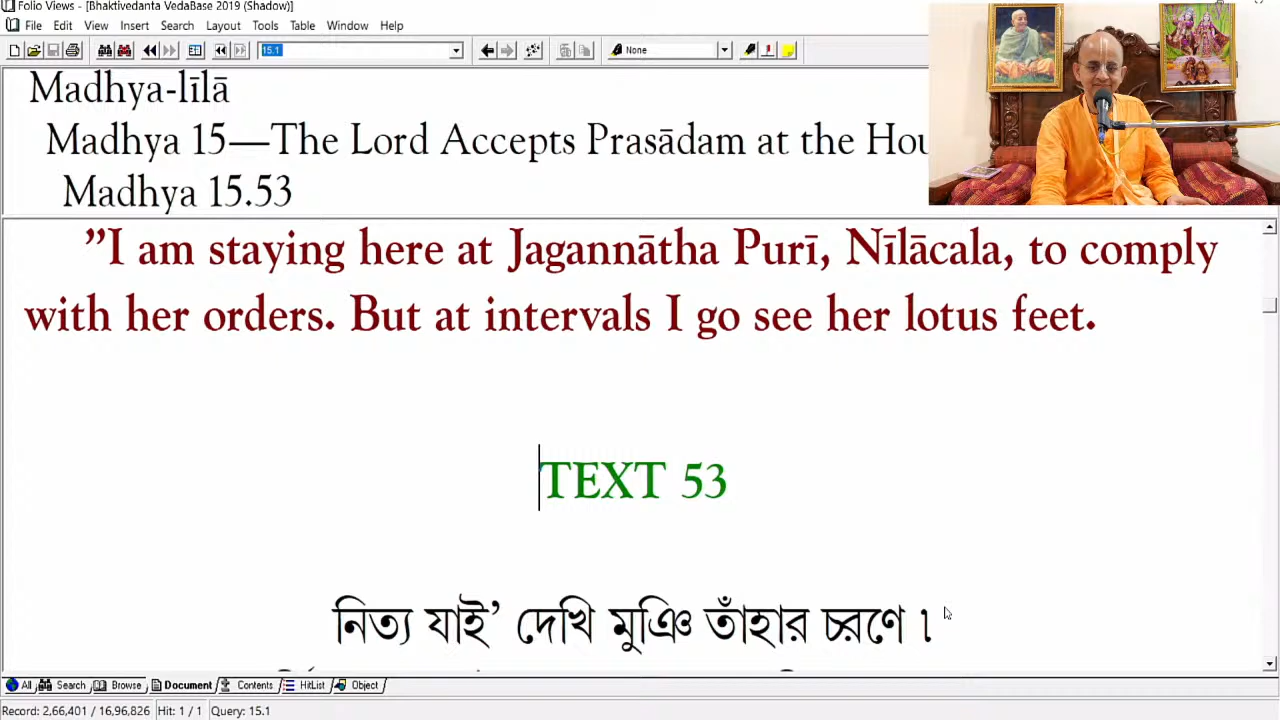 Folio Views - [Bhaktivedanta VedaBase 2019 (Shadow)]
File Edit View Insert Search Layout Tools Table Window Help
15.1 None
Madhya-līlā
Madhya 15—The Lord Accepts Prasādam at the Hou
Madhya 15.53
”I am staying here at Jagannātha Purī, Nīlācala, to comply
with her orders. But at intervals I go see her lotus feet.
TEXT 53
নিত্য যাই’ দেখি মুঞি তাঁহার চরণে ৷
All Search Browse Document Contents HitList Object
Record: 2,66,401 / 16,96,826 Hit: 1 / 1 Query: 15.1